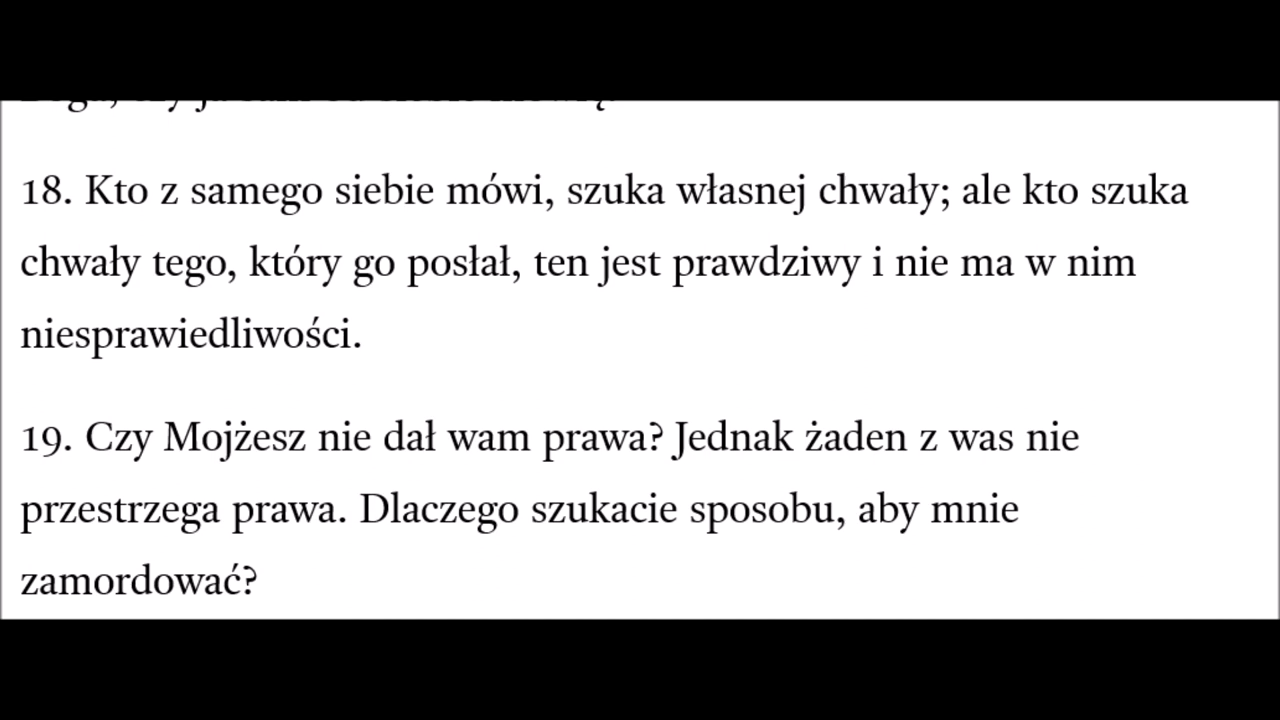 18. Kto z samego siebie mówi, szuka własnej chwały; ale kto szuka
chwały tego, który go posłał, ten jest prawdziwy i nie ma w nim
niesprawiedliwości.
19. Czy Mojżesz nie dał wam prawa? Jednak żaden z was nie
przestrzega prawa. Dlaczego szukacie sposobu, aby mnie
zamordować?